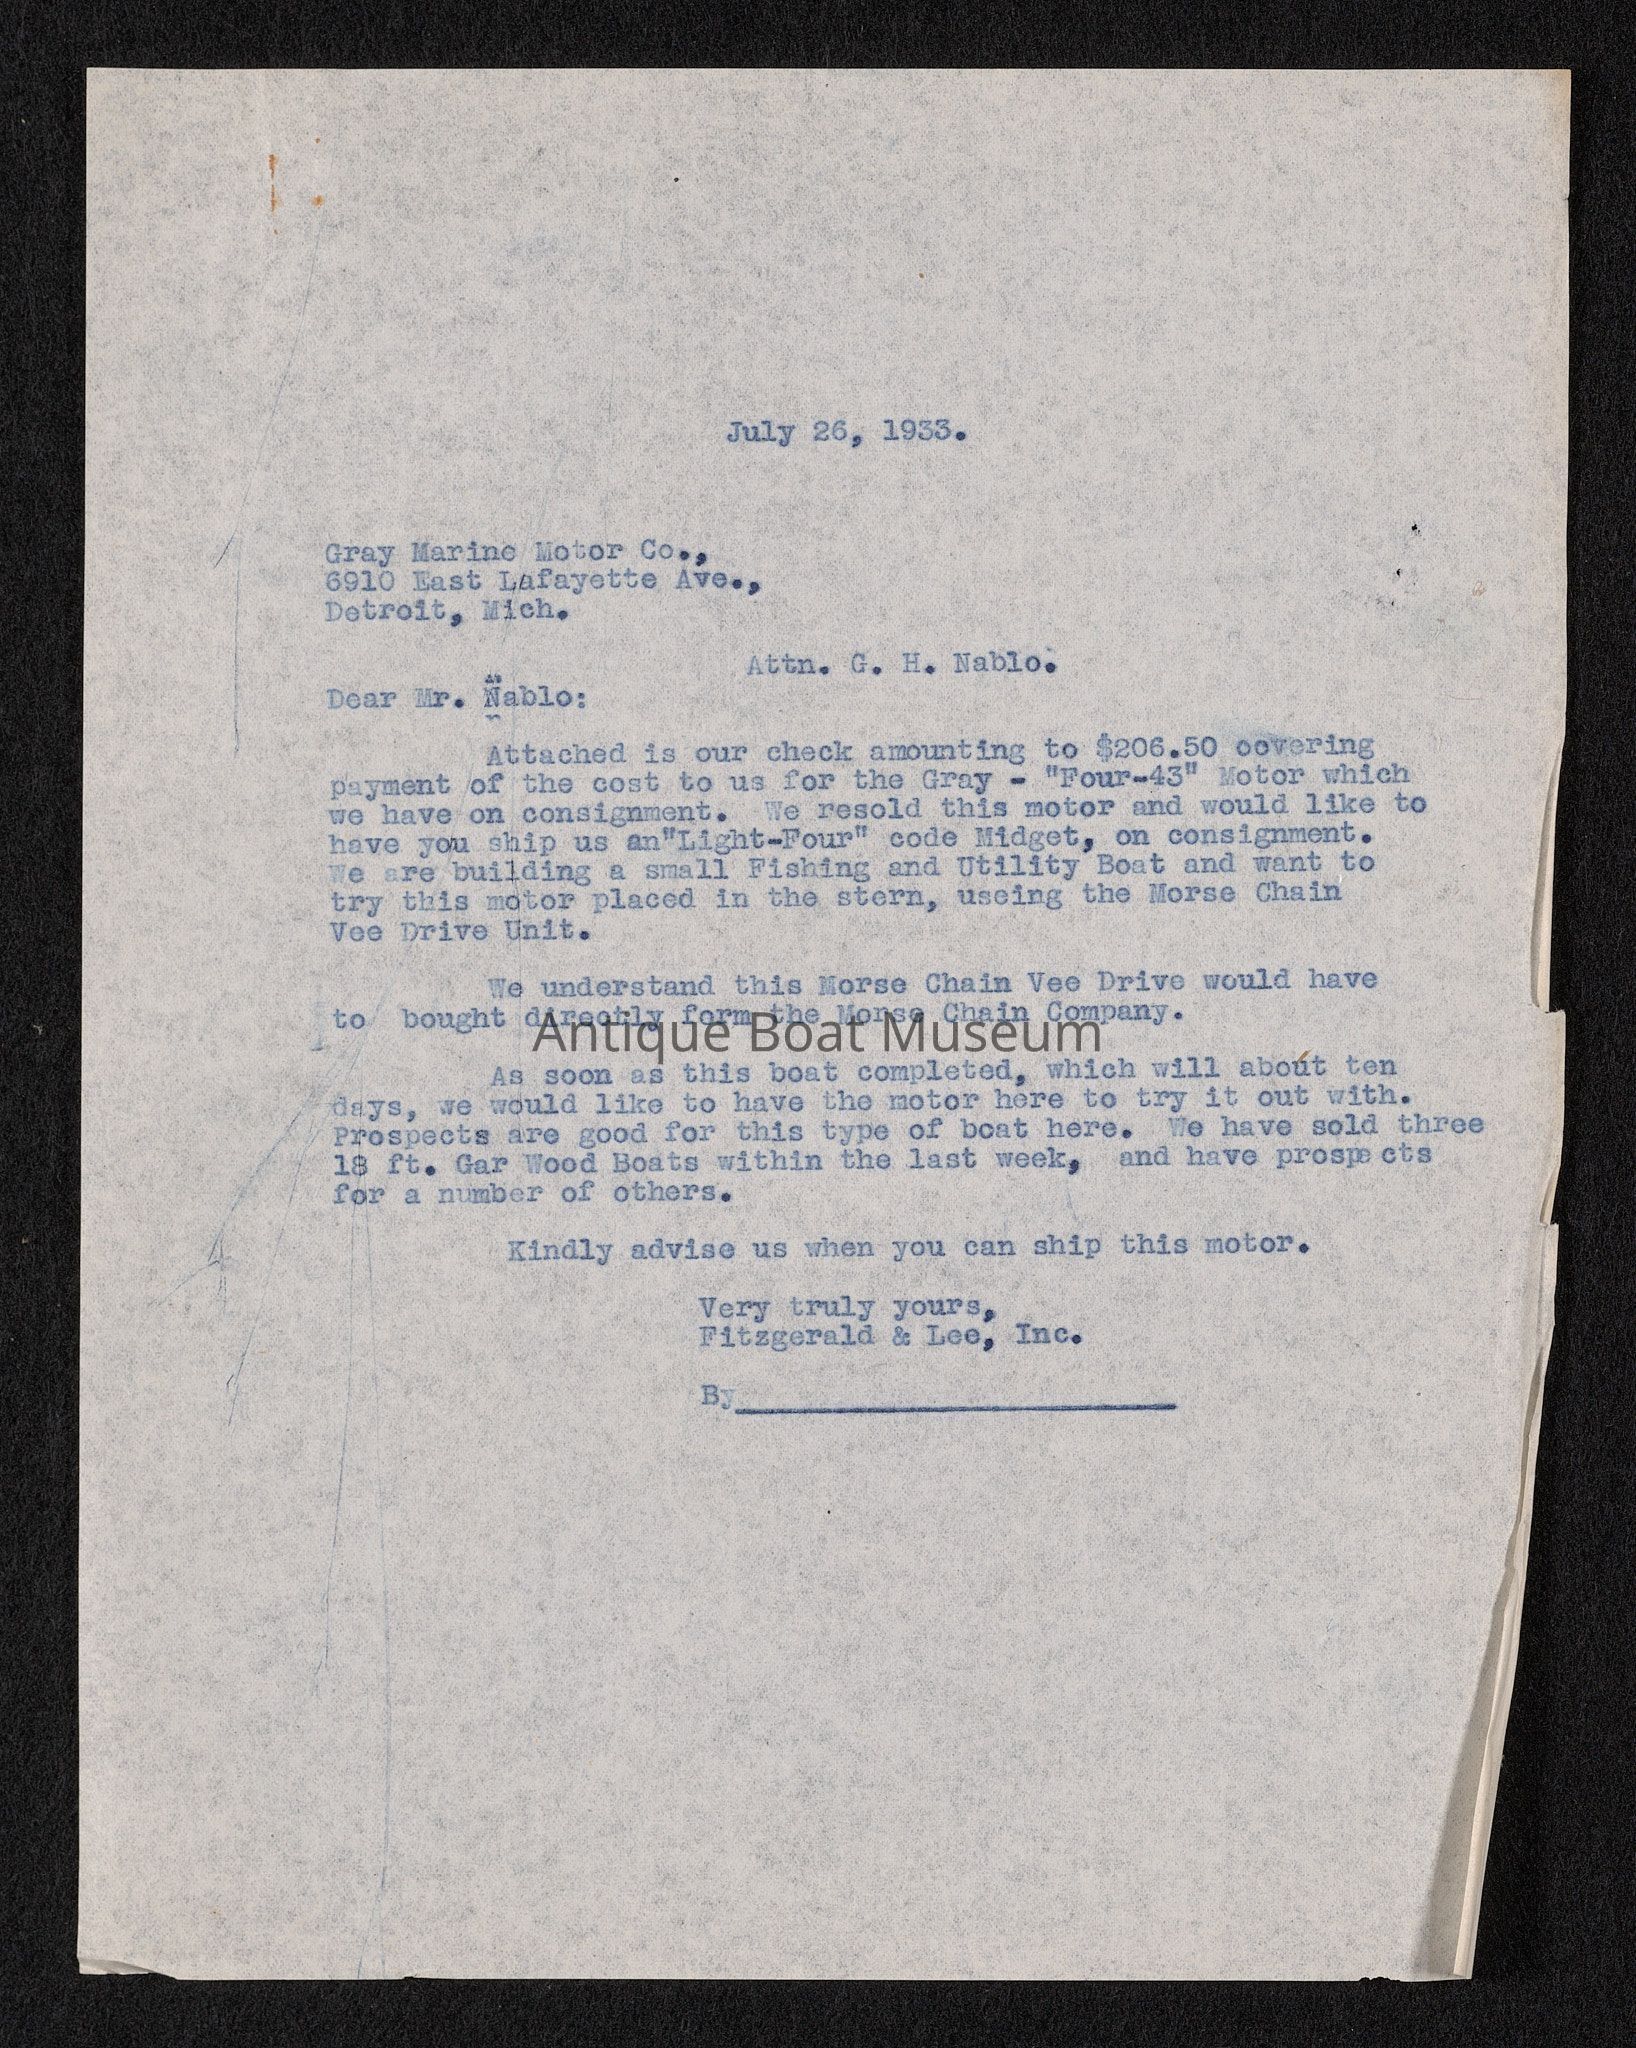 July 26, 1933.
Gray Marine Motor Co.,
6910 East Lafayette Ave.,
Detroit, Mich.
Attn. G. H. Nablo.
Dear Mr. Nablo:
Attached is our check amounting to $206.50 covering
payment of the cost to us for the Gray - "Four-43" Motor which
we have on consignment. We resold this motor and would like to
have you ship us an"Light-Four" code Midget, on consignment.
We are building a small Fishing and Utility Boat and want to
try this motor placed in the stern, useing the Morse Chain
Vee Drive Unit.
We understand this Morse Chain Vee Drive would have
to bought directly form the Morse Chain Company.
Antique Boat Museum
As soon as this boat completed, which will about ten
days, we would like to have the motor here to try it out with.
Prospects are good for this type of boat here. We have sold three
18 ft. Gar Wood Boats within the last week, and have prospects
for a number of others.
Kindly advise us when you can ship this motor.
Very truly yours,
Fitzgerald & Lee, Inc.
By